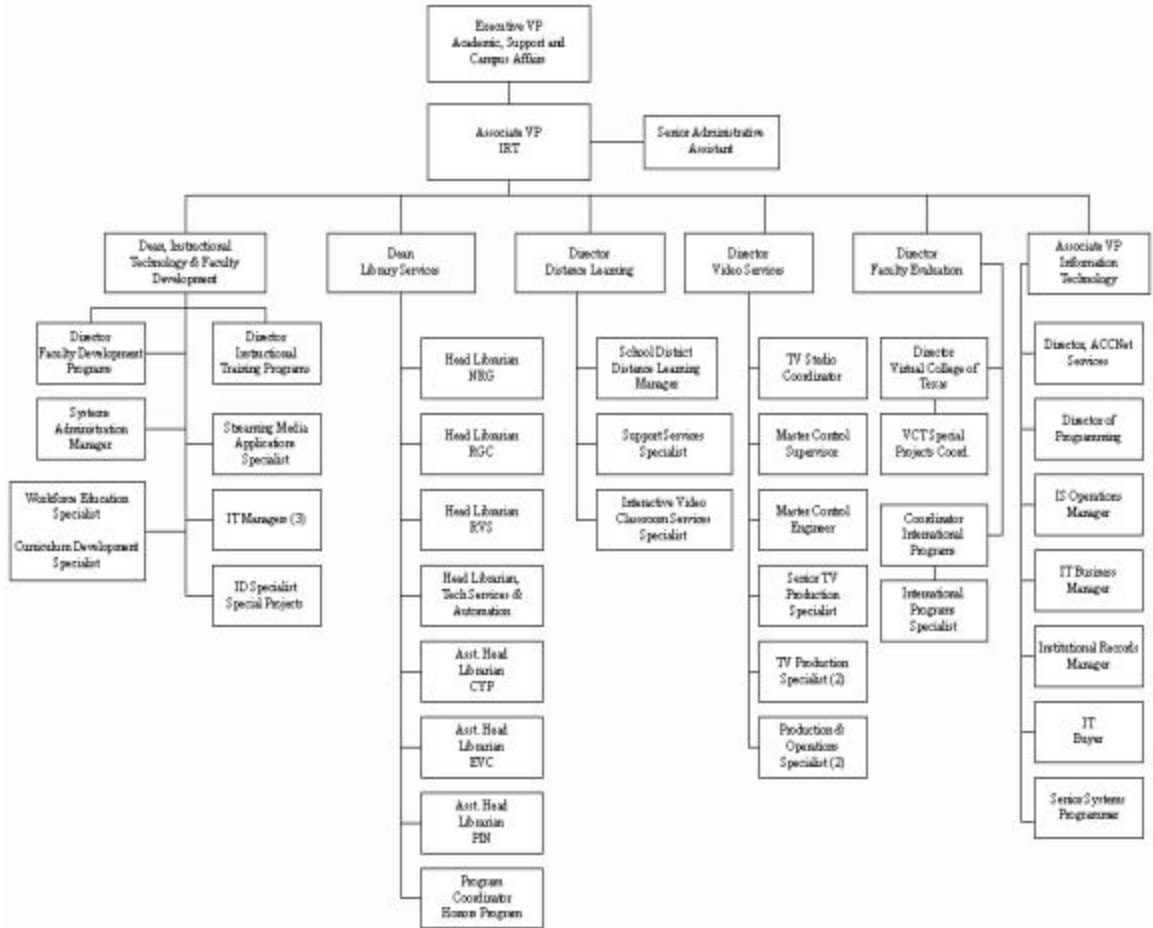 Executive VP
Academic, Support and
Campus Affairs
Associate VP
IRT
Senior Administrative
Assistant
Dean, Instructional
Technology & Faculty
Development
Dean
Library Services
Director
Distance Learning
Director
Video Services
Director
Faculty Evaluation
Associate VP
Information
Technology
Director
Faculty Development
Programs
Director
Instructional
Training Programs
Systems
Administration
Manager
Streaming Media
Applications
Specialist
Workforce Education
Specialist
Curriculum Development
Specialist
IT Managers (3)
ID Specialist
Special Projects
Head Librarian
NRG
Head Librarian
RGC
Head Librarian
RVS
Head Librarian,
Tech Services &
Automation
Asst. Head
Librarian
CYP
Asst. Head
Librarian
EVC
Asst. Head
Librarian
PIN
Program
Coordinator
Honors Program
School District
Distance Learning
Manager
Support Services
Specialist
Interactive Video
Classroom Services
Specialist
TV Studio
Coordinator
Master Control
Supervisor
Master Control
Engineer
Senior TV
Production
Specialist
TV Production
Specialist (2)
Production &
Operations
Specialist (2)
Director
Virtual College of
Texas
VCT Special
Projects Coord.
Coordinator
International
Programs
International
Programs
Specialist
Director, ACCNet
Services
Director of
Programming
IS Operations
Manager
IT Business
Manager
Institutional Records
Manager
IT
Buyer
Senior Systems
Programmer